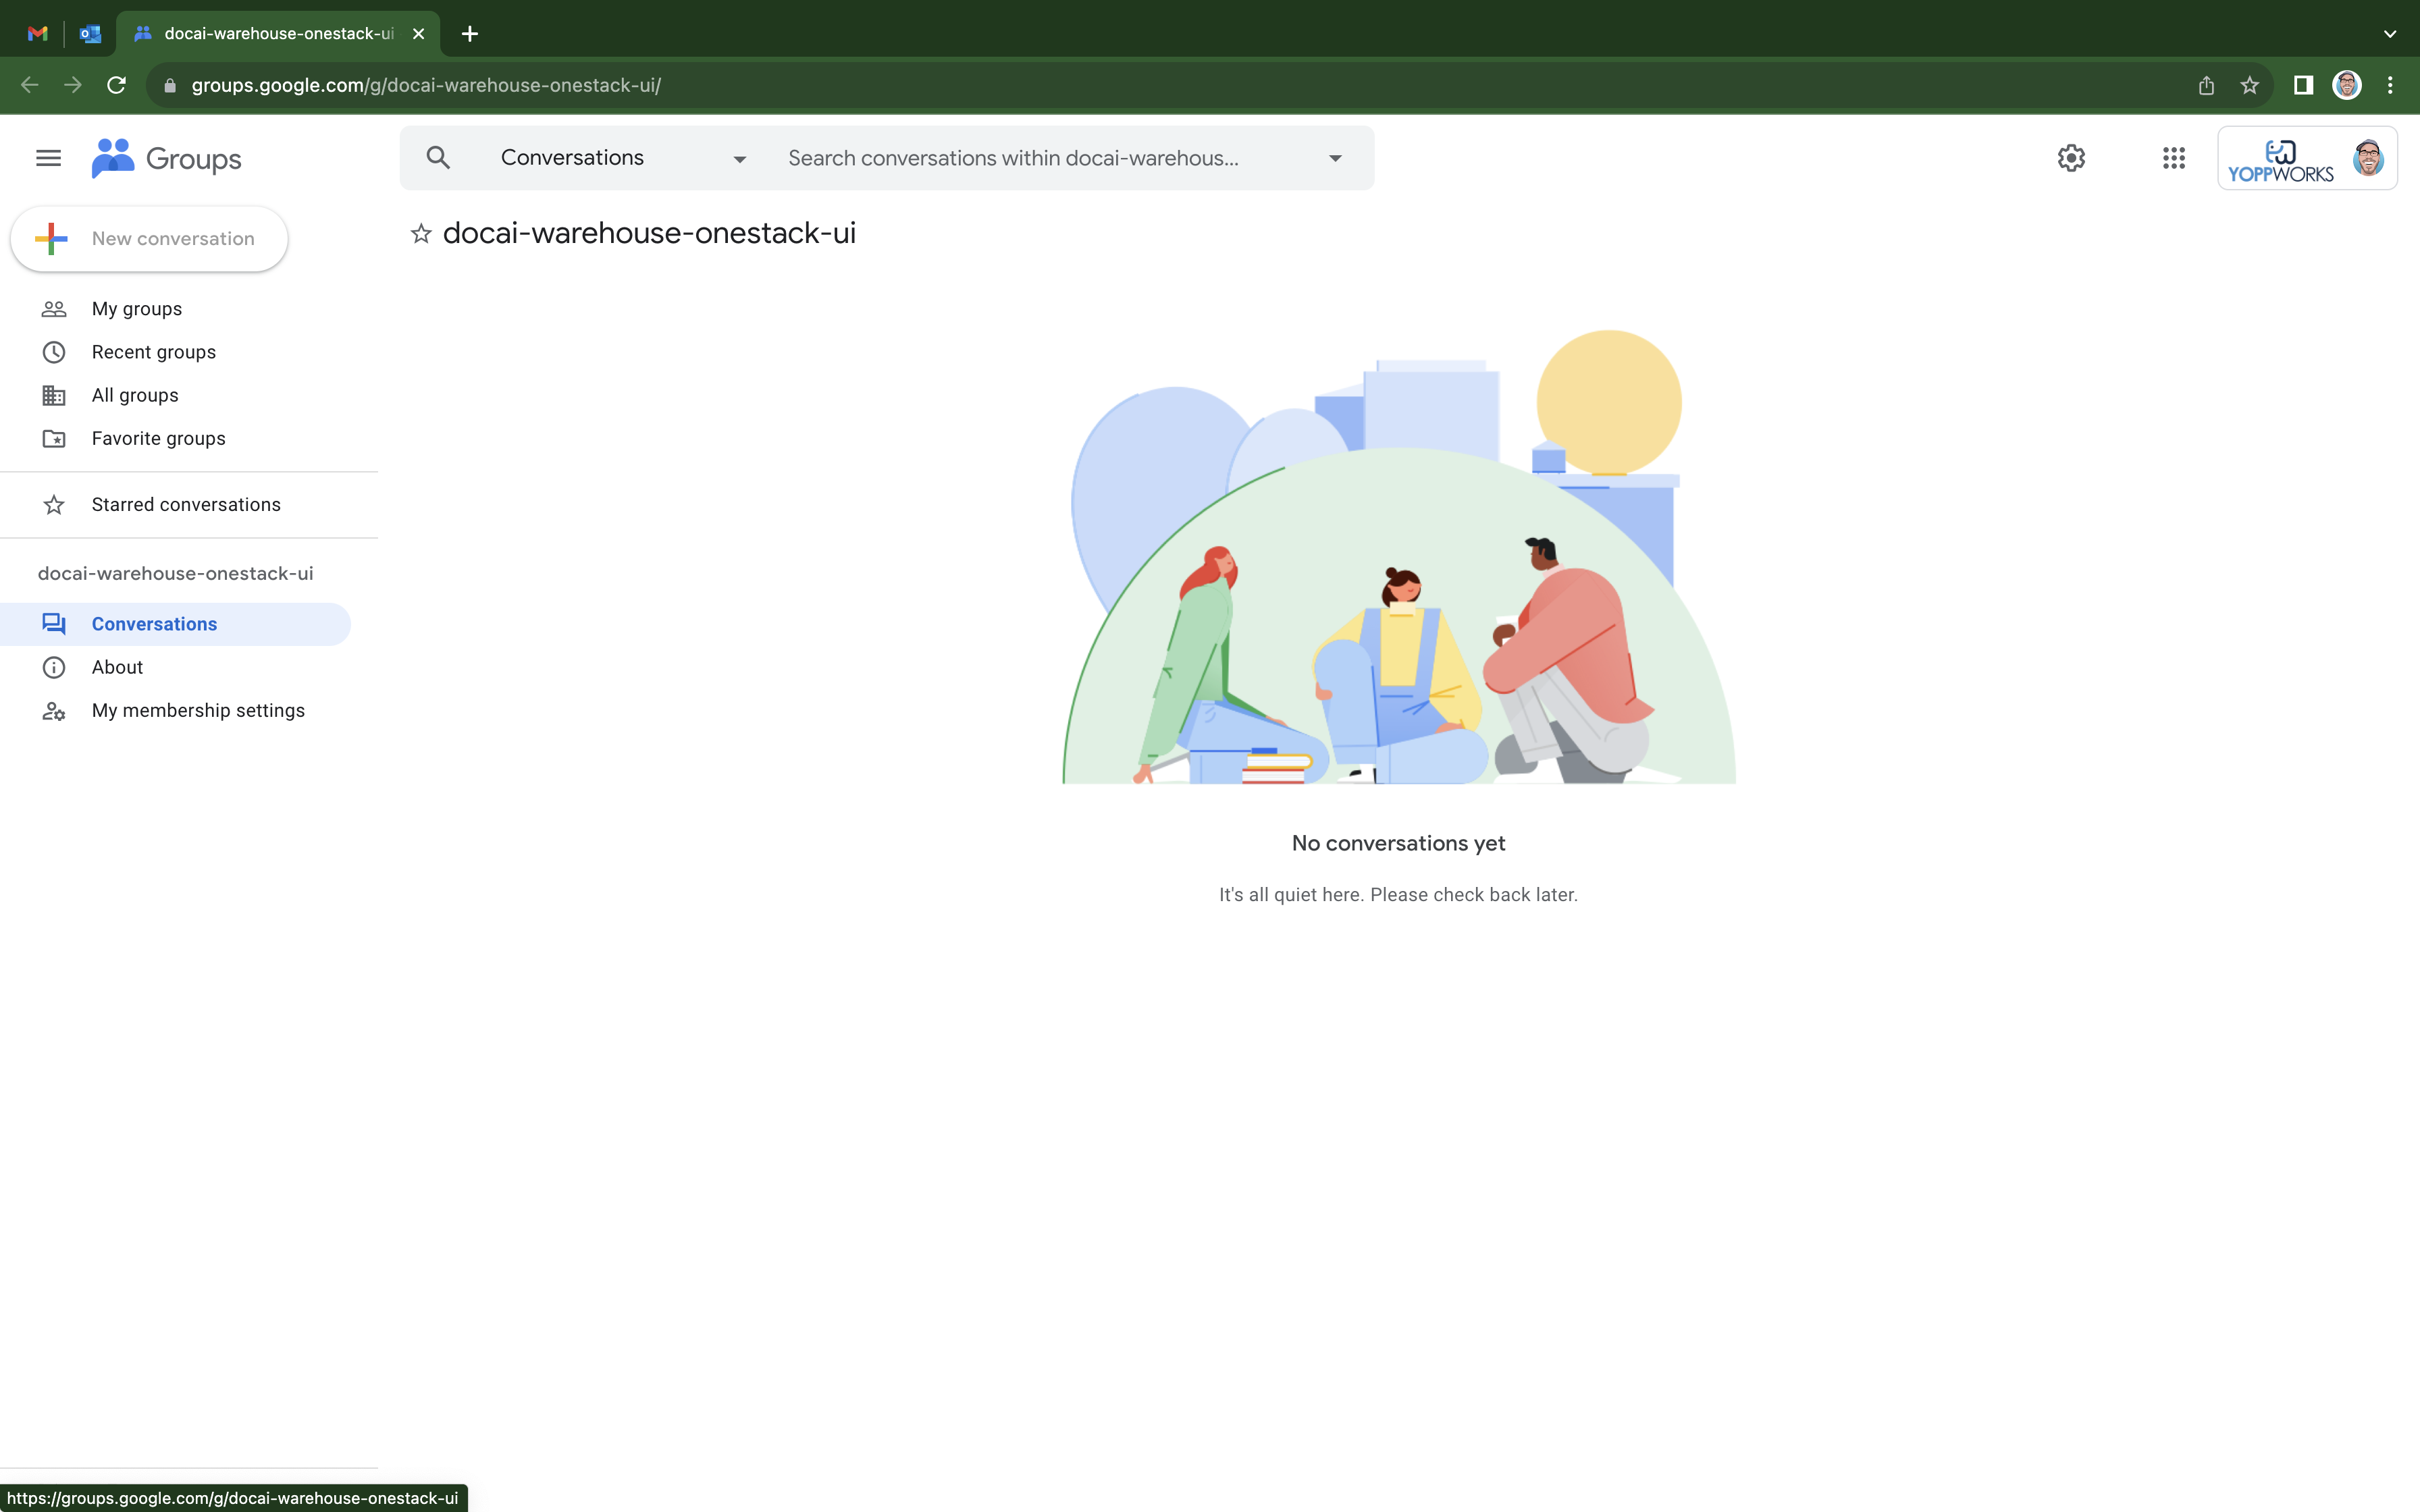 docai-warehouse-onestack-ui
groups.google.com/g/docai-warehouse-onestack-ui/
Groups
Conversations
Search conversations within docai-warehous...
YOPPWORKS
New conversation
docai-warehouse-onestack-ui
My groups
Recent groups
All groups
Favorite groups
Starred conversations
docai-warehouse-onestack-ui
Conversations
About
My membership settings
No conversations yet
It's all quiet here. Please check back later.
https://groups.google.com/g/docai-warehouse-onestack-ui